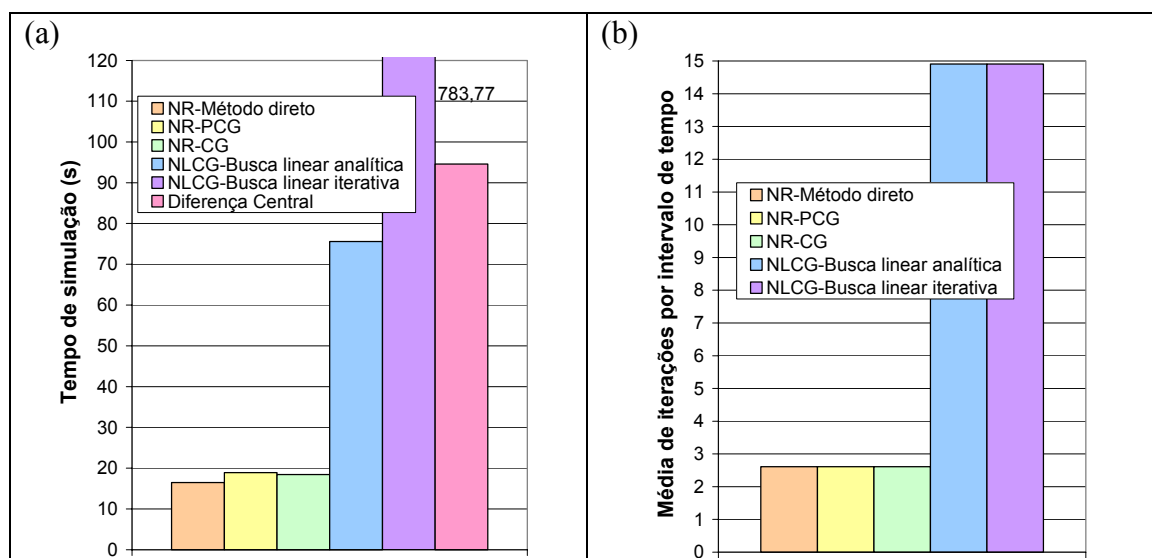 (a)
Tempo de simulação (s)
120
110
100
90
80
70
60
50
40
30
20
10
0
NR-Método direto
NR-PCG
NR-CG
NLCG-Busca linear analítica
NLCG-Busca linear iterativa
Diferença Central
783,77
(b)
Média de iterações por intervalo de tempo
15
14
13
12
11
10
9
8
7
6
5
4
3
2
1
0
NR-Método direto
NR-PCG
NR-CG
NLCG-Busca linear analítica
NLCG-Busca linear iterativa